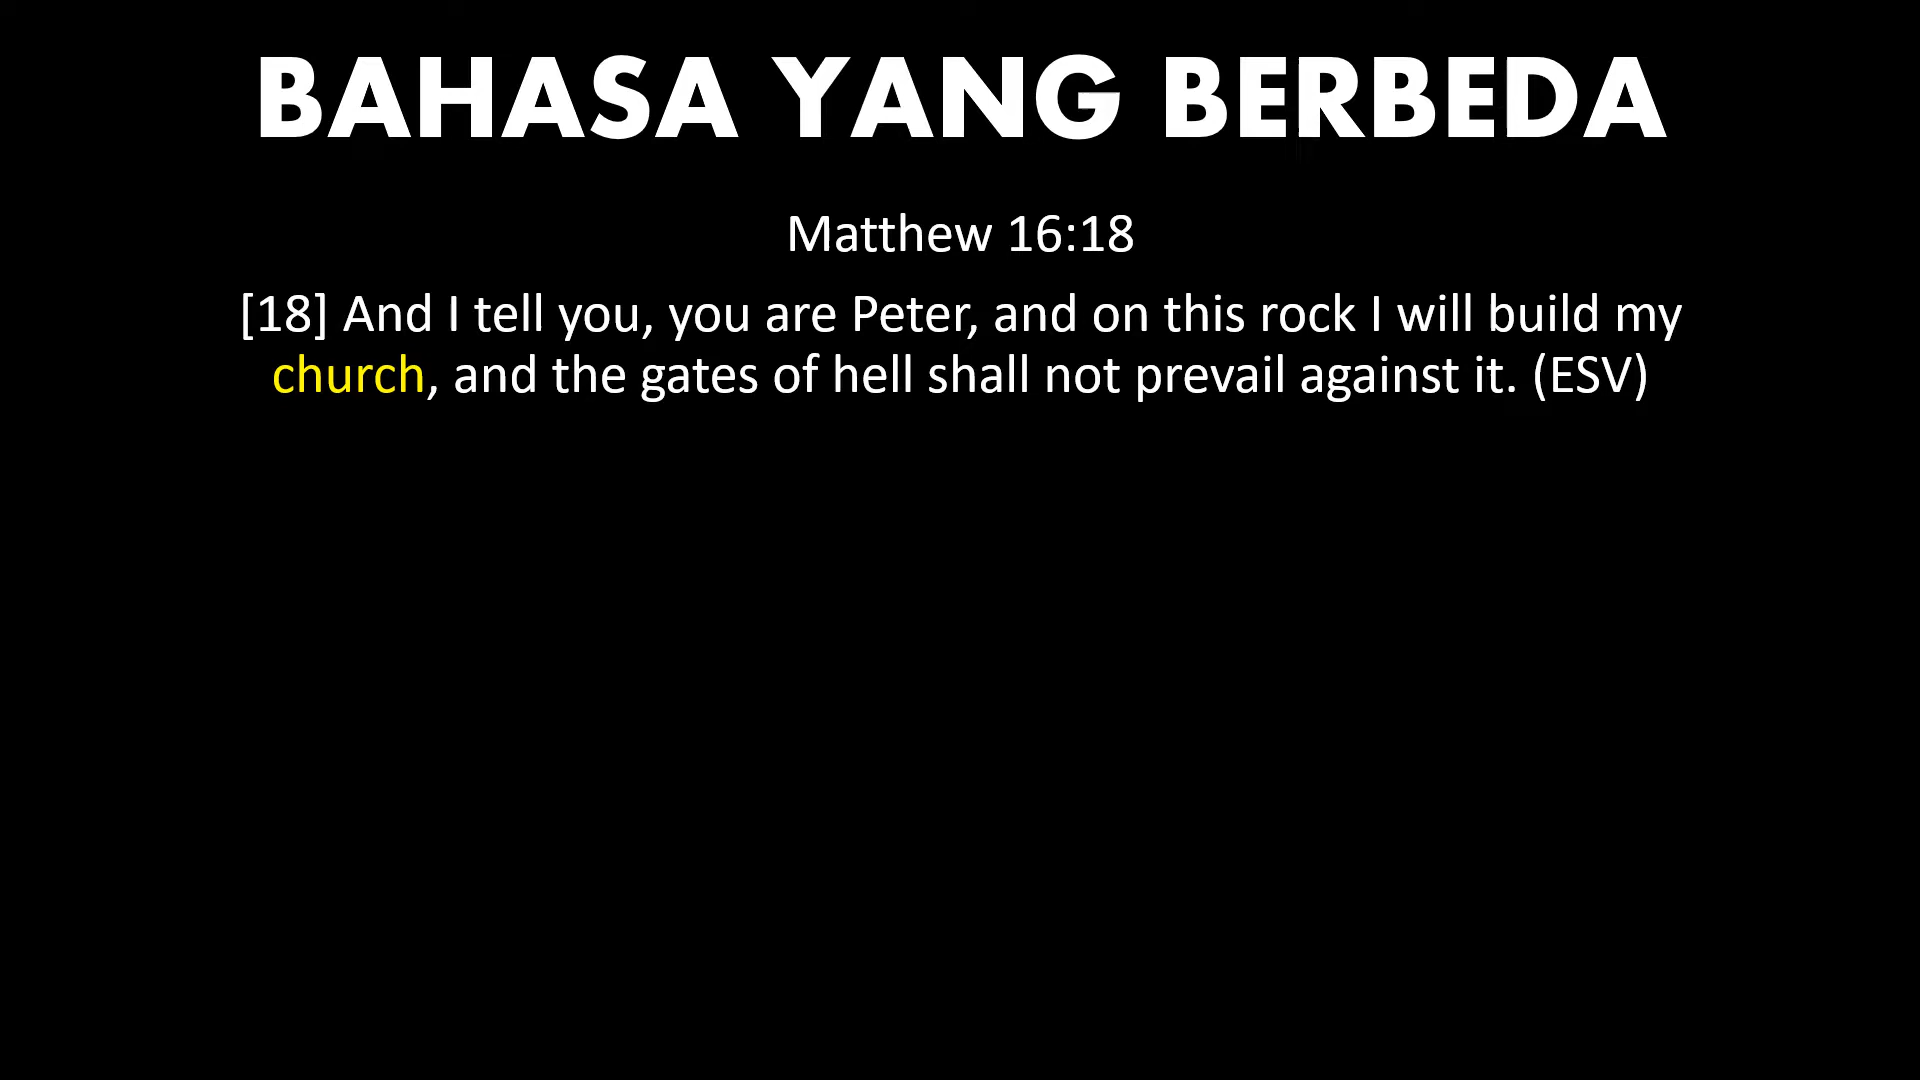 BAHASA YANG BERBEDA
Matthew 16:18
[18] And I tell you, you are Peter, and on this rock I will build my
church, and the gates of hell shall not prevail against it. (ESV)